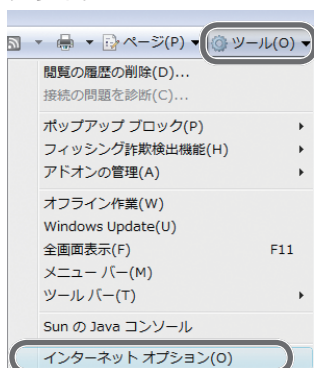 ページ(P) ツール(O)
閲覧の履歴の削除(D)...
接続の問題を診断(C)...
ポップアップ ブロック(P)
フィッシング詐欺検出機能(H)
アドオンの管理(A)
オフライン作業(W)
Windows Update(U)
全画面表示(F) F11
メニュー バー(M)
ツール バー(T)
Sun の Java コンソール
インターネット オプション(O)